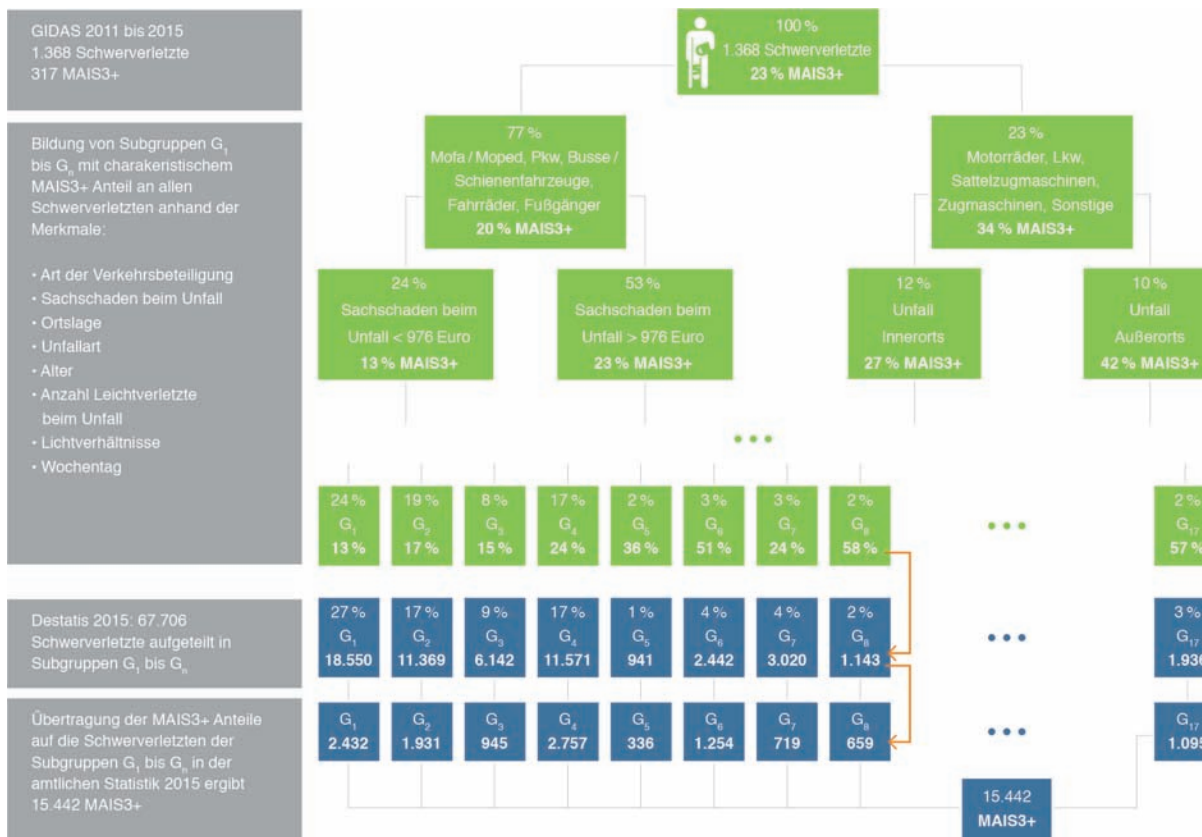 GIDAS 2011 bis 2015
1.368 Schwerverletzte
317 MAIS3+
100 %
1.368 Schwerverletzte
23 % MAIS3+
Bildung von Subgruppen G1
bis Gn mit charakeristischem
MAIS3+ Anteil an allen
Schwerverletzten anhand der
Merkmale:
• Art der Verkehrsbeteiligung
• Sachschaden beim Unfall
• Ortslage
• Unfallart
• Alter
• Anzahl Leichtverletzte
beim Unfall
• Lichtverhältnisse
• Wochentag
77 %
Mofa / Moped, Pkw, Busse /
Schienenfahrzeuge,
Fahrräder, Fußgänger
20 % MAIS3+
23 %
Motorräder, Lkw,
Sattelzugmaschinen,
Zugmaschinen, Sonstige
34 % MAIS3+
24 %
Sachschaden beim
Unfall < 976 Euro
13 % MAIS3+
53 %
Sachschaden beim
Unfall > 976 Euro
23 % MAIS3+
12 %
Unfall
Innerorts
27 % MAIS3+
10 %
Unfall
Außerorts
42 % MAIS3+
24 % 19 % 8 % 17 % 2 % 3 % 3 % 2 % 2 %
G1 G2 G3 G4 G5 G6 G7 G8 G17
13 % 17 % 15 % 24 % 36 % 51 % 24 % 58 % 57 %
Destatis 2015: 67.706
Schwerverletzte aufgeteilt in
Subgruppen G1 bis Gn
27 % 17 % 9 % 17 % 1 % 4 % 4 % 2 % 3 %
G1 G2 G3 G4 G5 G6 G7 G8 G17
18.550 11.369 6.142 11.571 941 2.442 3.020 1.143 1.936
Übertragung der MAIS3+ Anteile
auf die Schwerverletzten der
Subgruppen G1 bis Gn in der
amtlichen Statistik 2015 ergibt
15.442 MAIS3+
G1 G2 G3 G4 G5 G6 G7 G8 G17
2.432 1.931 945 2.757 336 1.254 719 659 1.095
15.442
MAIS3+